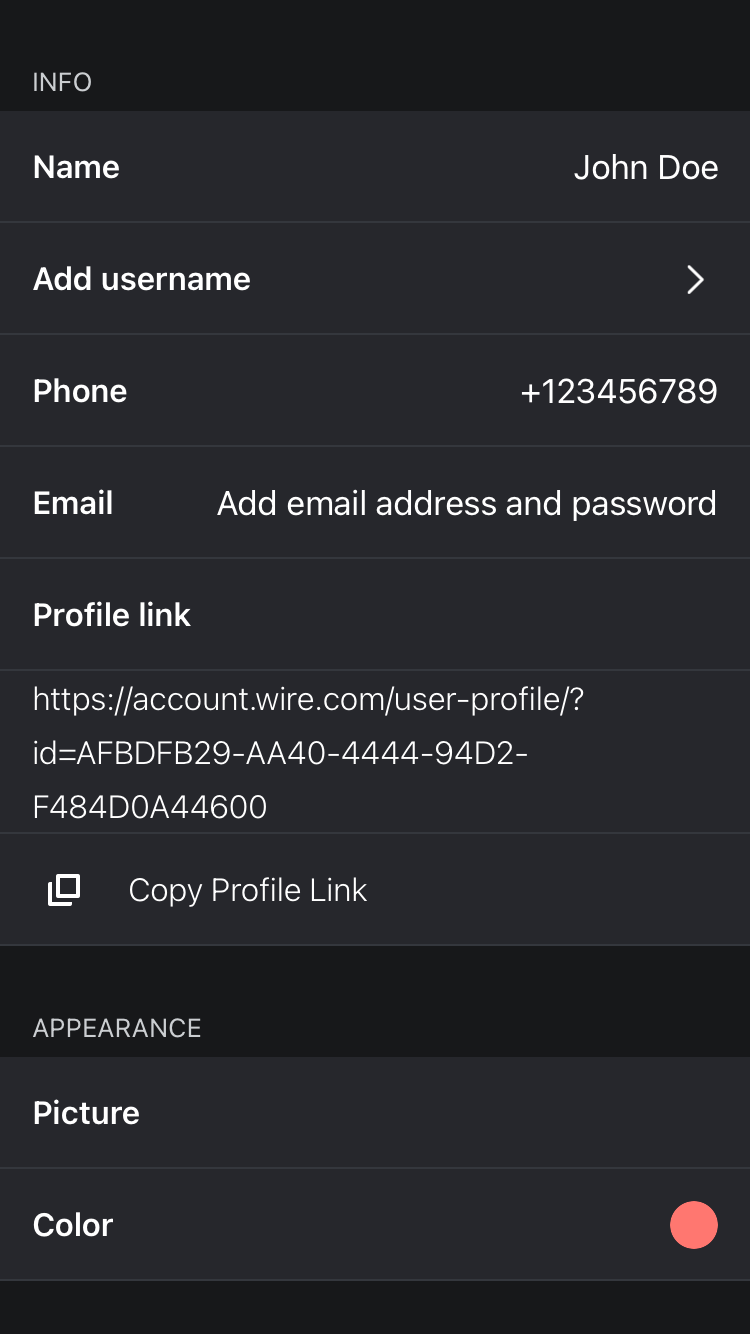 INFO
Name John Doe
Add username
Phone +123456789
Email Add email address and password
Profile link
https://account.wire.com/user-profile/?
id=AFBDFB29-AA40-4444-94D2-
F484D0A44600
Copy Profile Link
APPEARANCE
Picture
Color